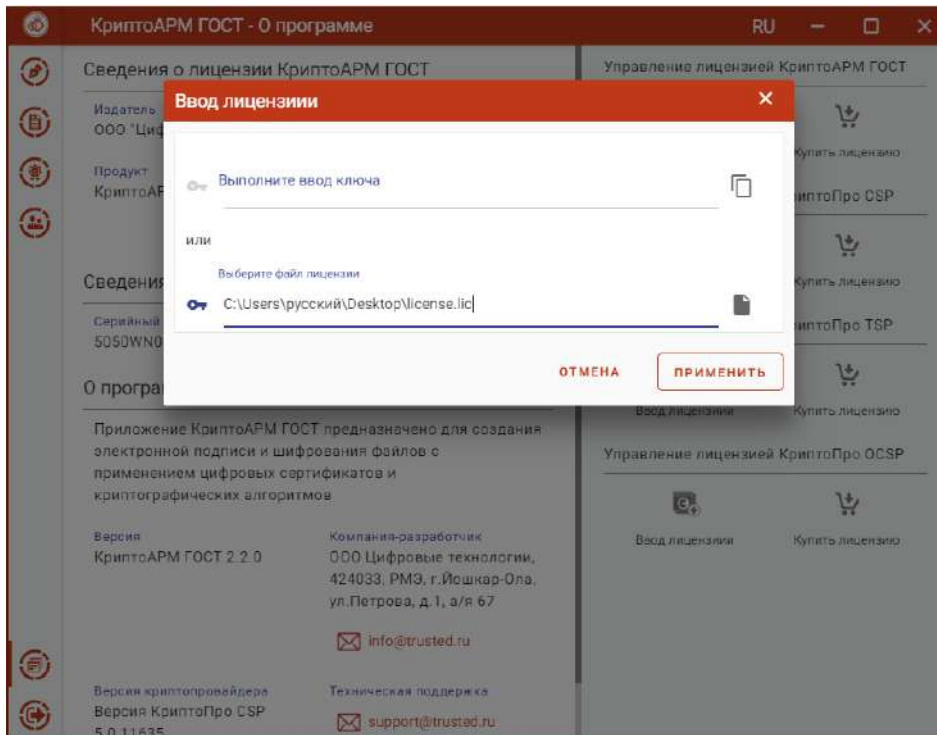 КриптоАРМ ГОСТ - О программе
RU
Сведения о лицензии КриптоАРМ ГОСТ
Управление лицензией КриптоАРМ ГОСТ
Ввод лицензиии
Издатель
ООО "Циф
Купить лицензию
Выполните ввод ключа
Продукт
КриптоАР
иптоПро CSP
или
Сведения
Выберите файл лицензии
Купить лицензию
C:\Users\русский\Desktop\license.lic
Серийный
5050WN0
иптоПро TSP
ОТМЕНА
ПРИМЕНИТЬ
О програ
Ввод лицензии
Купить лицензию
Приложение КриптоАРМ ГОСТ предназначено для создания
электронной подписи и шифрования файлов с
применением цифровых сертификатов и
криптографических алгоритмов
Управление лицензией КриптоПро OCSP
Ввод лицензии
Купить лицензию
Версия
КриптоАРМ ГОСТ 2.2.0
Компания-разработчик
ООО Цифровые технологии,
424033, РМЭ, г.Йошкар-Ола,
ул.Петрова, д.1, а/я 67
info@trusted.ru
Версия криптопровайдера
Версия КриптоПро CSP
5.0.11635
Техническая поддержка
support@trusted.ru